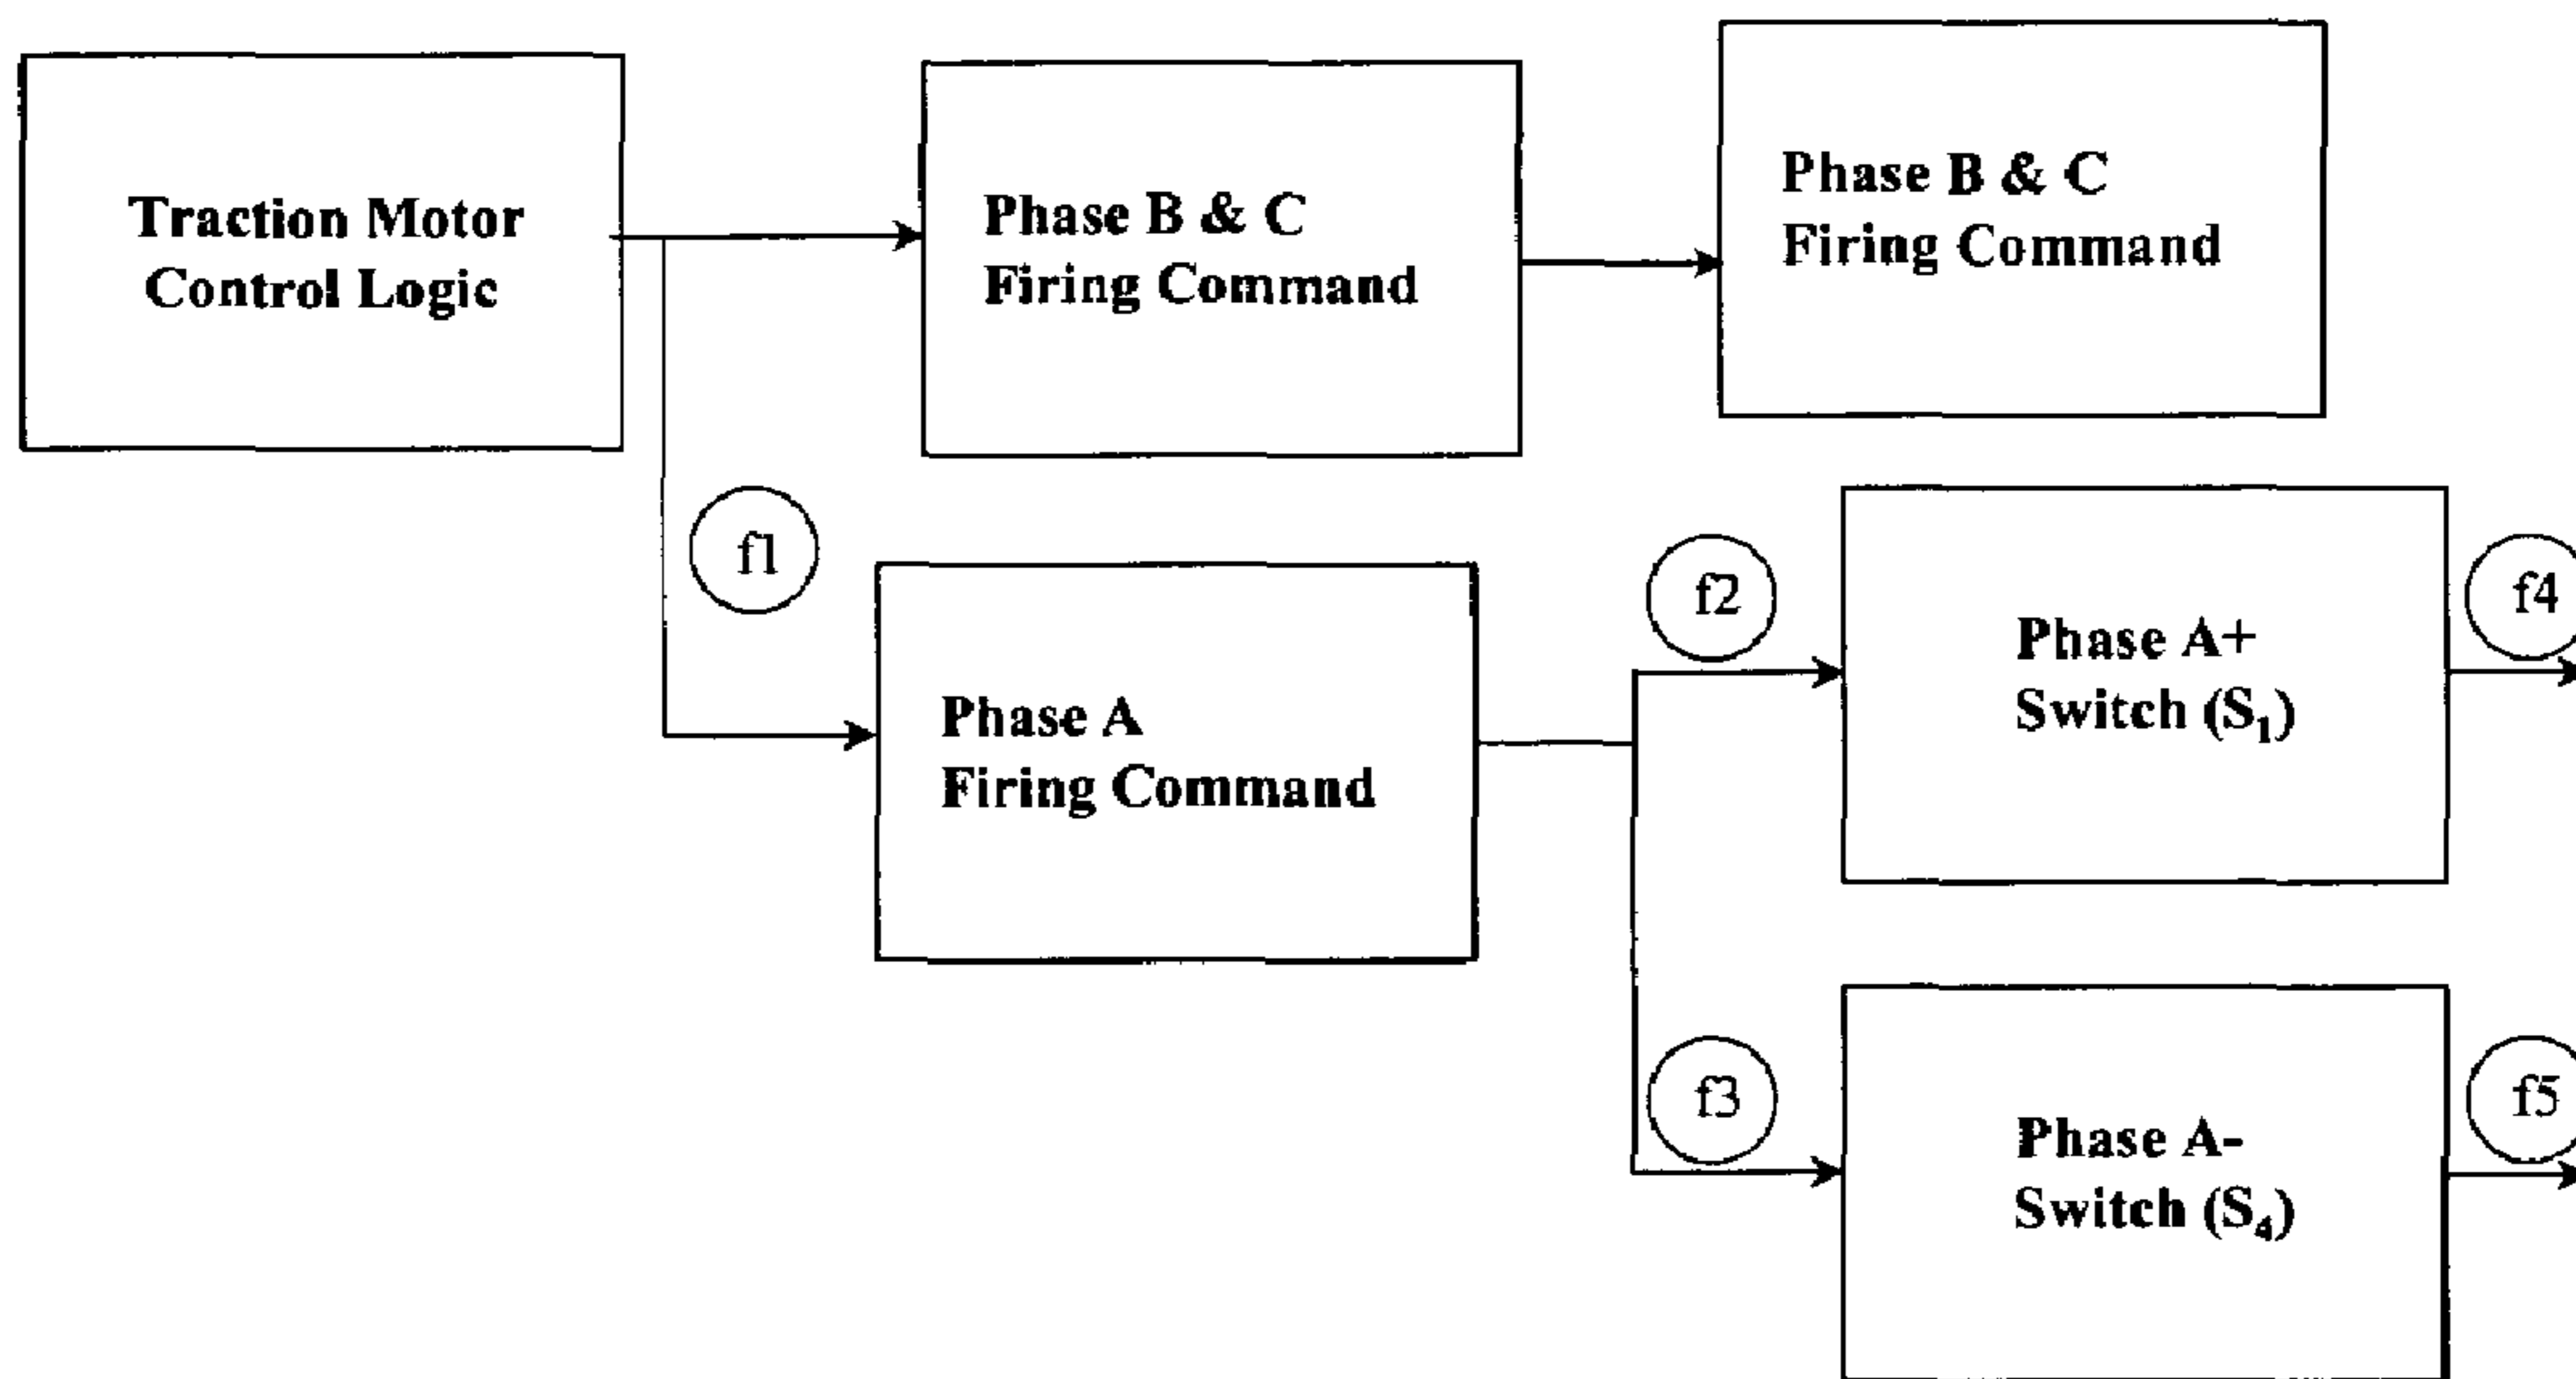 Traction Motor
Control Logic
Phase B & C
Firing Command
Phase B & C
Firing Command
f1
Phase A
Firing Command
f2
Phase A+
Switch (S₁)
f4
f3
Phase A-
Switch (S₄)
f5